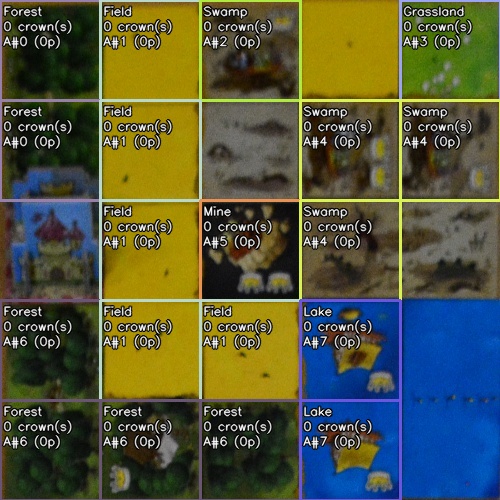 Forest
0 crown(s)
A#0 (0p)
Field
0 crown(s)
A#1 (0p)
Swamp
0 crown(s)
A#2 (0p)
Grassland
0 crown(s)
A#3 (0p)
Forest
0 crown(s)
A#0 (0p)
Field
0 crown(s)
A#1 (0p)
Swamp
0 crown(s)
A#4 (0p)
Swamp
0 crown(s)
A#4 (0p)
Field
0 crown(s)
A#1 (0p)
Mine
0 crown(s)
A#5 (0p)
Swamp
0 crown(s)
A#4 (0p)
Forest
0 crown(s)
A#6 (0p)
Field
0 crown(s)
A#1 (0p)
Field
0 crown(s)
A#1 (0p)
Lake
0 crown(s)
A#7 (0p)
Forest
0 crown(s)
A#6 (0p)
Forest
0 crown(s)
A#6 (0p)
Forest
0 crown(s)
A#6 (0p)
Lake
0 crown(s)
A#7 (0p)